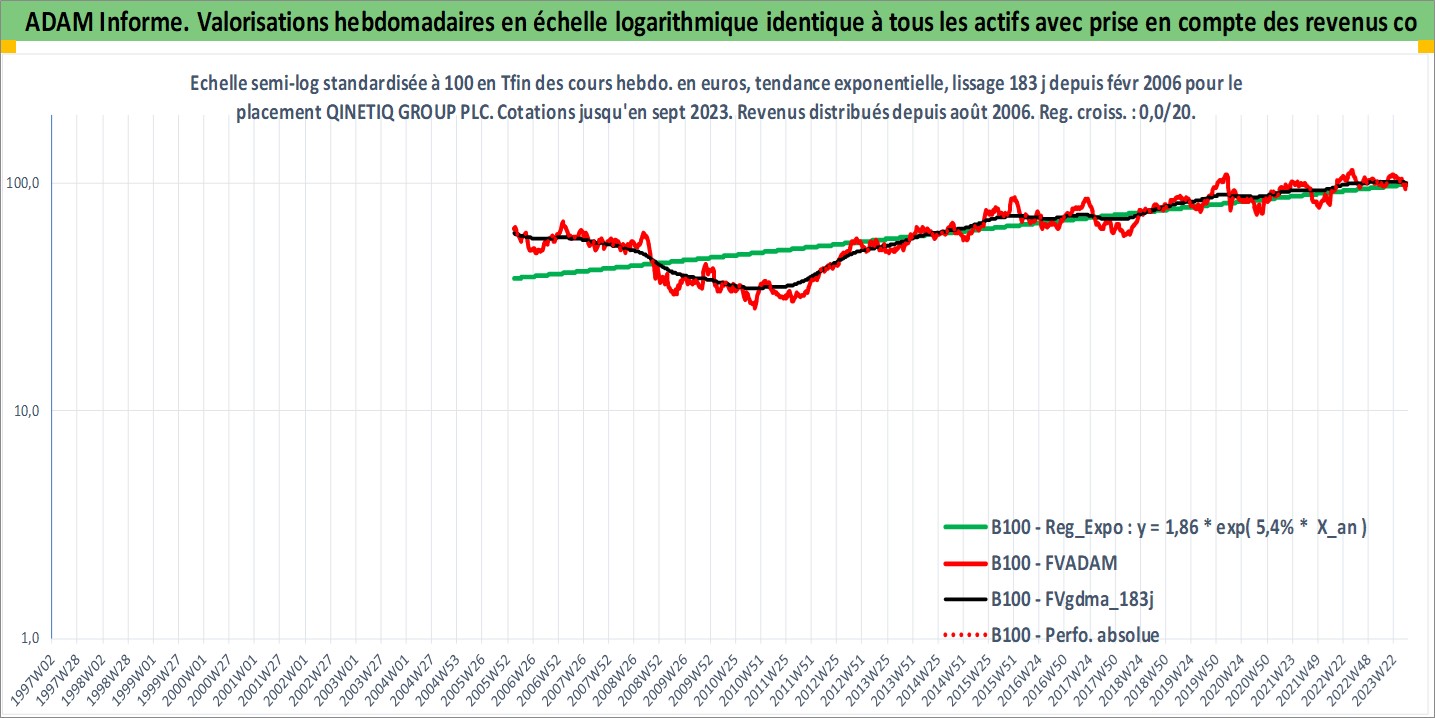 ADAM Informe. Valorisations hebdomadaires en échelle logarithmique identique à tous les actifs avec prise en compte des revenus co
Echelle semi-log standardisée à 100 en Tfin des cours hebdo. en euros, tendance exponentielle, lissage 183 j depuis févr 2006 pour le
placement QINETIQ GROUP PLC. Cotations jusqu'en sept 2023. Revenus distribués depuis août 2006. Reg. croiss. : 0,0/20.
100,0
10,0
1,0
B100 - Reg_Expo : y = 1,86 * exp( 5,4% * X_an )
B100 - FVADAM
B100 - FVgdma_183j
B100 - Perfo. absolue
1997W02
1997W28
1998W02
1998W28
1999W01
1999W27
2000W01
2000W27
2001W01
2001W27
2002W01
2002W27
2003W01
2003W27
2004W01
2004W27
2004W53
2005W26
2005W52
2006W26
2006W52
2007W26
2007W52
2008W26
2008W52
2009W26
2009W52
2010W25
2010W51
2011W25
2011W51
2012W25
2012W51
2013W25
2013W51
2014W25
2014W51
2015W25
2015W51
2016W24
2016W50
2017W24
2017W50
2018W24
2018W50
2019W24
2019W50
2020W24
2020W50
2021W23
2021W49
2022W22
2022W48
2023W22